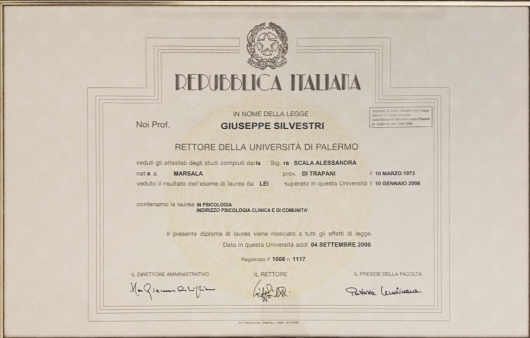 REPUBBLICA ITALIANA
IN NOME DELLA LEGGE
Noi Prof. GIUSEPPE SILVESTRI
RETTORE DELLA UNIVERSITÀ DI PALERMO
veduti gli attestati degli studi compiuti dalla Sig. ra SCALA ALESSANDRA
nat a a MARSALA prov. DI TRAPANI il 10 MARZO 1973
veduto il risultato dell'esame di laurea da LEI superato in questa Università il 10 GENNAIO 2006
conferiamo la laurea IN PSICOLOGIA
INDIRIZZO PSICOLOGIA CLINICA E DI COMUNITA'
Il presente diploma di laurea viene rilasciato a tutti gli effetti di legge.
Dato in questa Università addì 04 SETTEMBRE 2006
Registrato F 1008 n. 1117
IL DIRETTORE AMMINISTRATIVO IL RETTORE IL PRESIDE DELLA FACOLTÀ